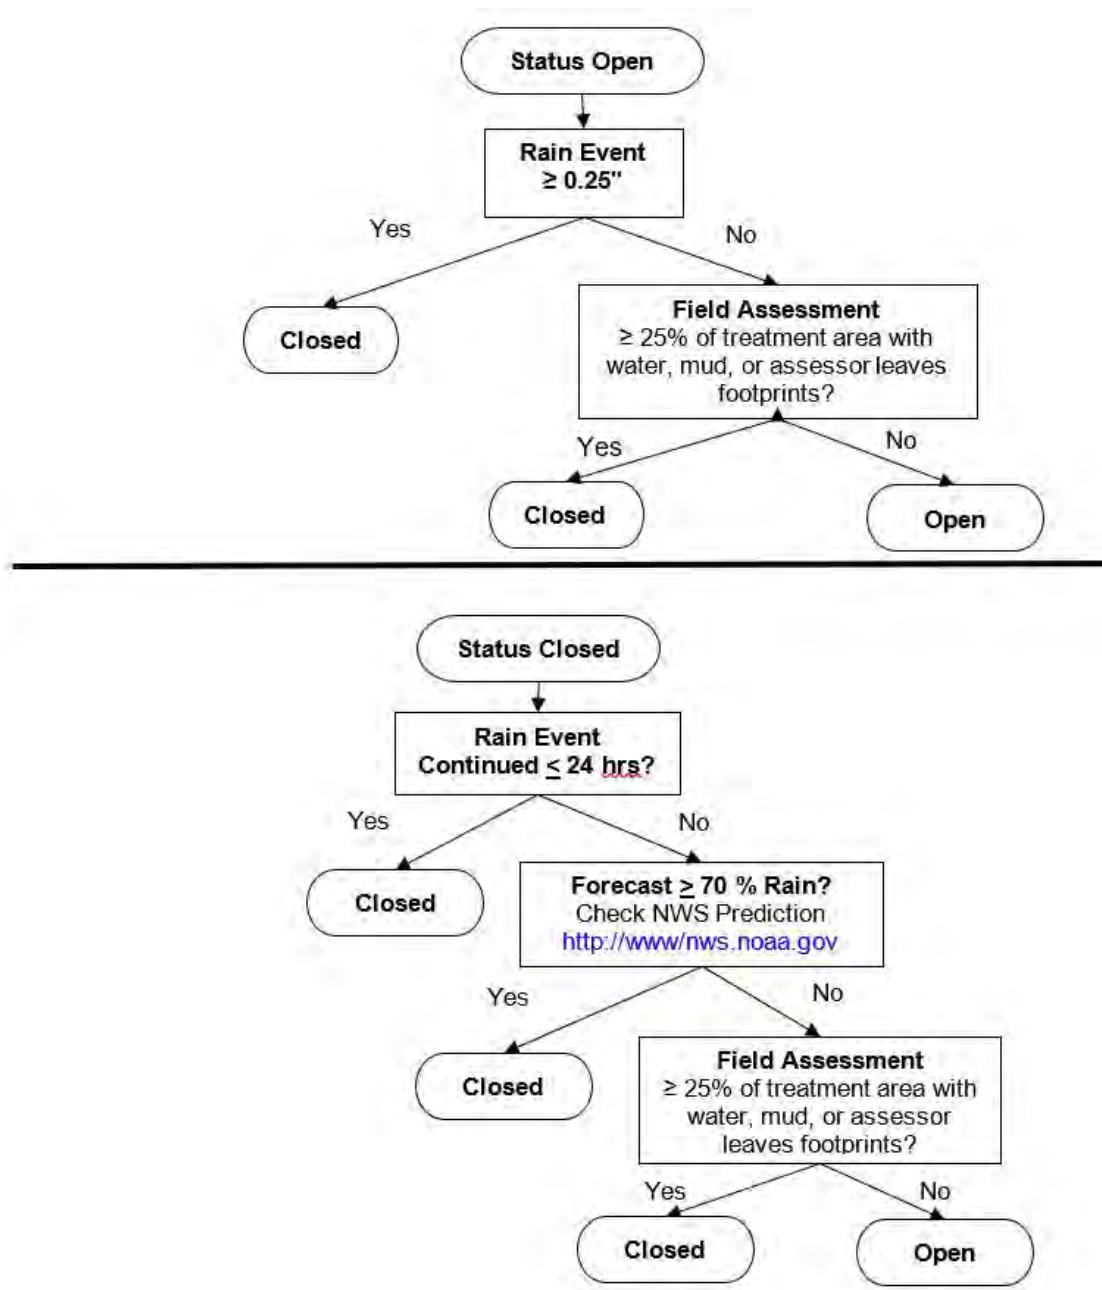 Status Open
Rain Event
≥ 0.25"
Yes
No
Closed
Field Assessment
≥ 25% of treatment area with
water, mud, or assessor leaves
footprints?
Yes
No
Closed
Open
Status Closed
Rain Event
Continued ≤ 24 hrs?
Yes
No
Closed
Forecast ≥ 70 % Rain?
Check NWS Prediction
http://www/nws.noaa.gov
Yes
No
Closed
Field Assessment
≥ 25% of treatment area with
water, mud, or assessor
leaves footprints?
Yes
No
Closed
Open